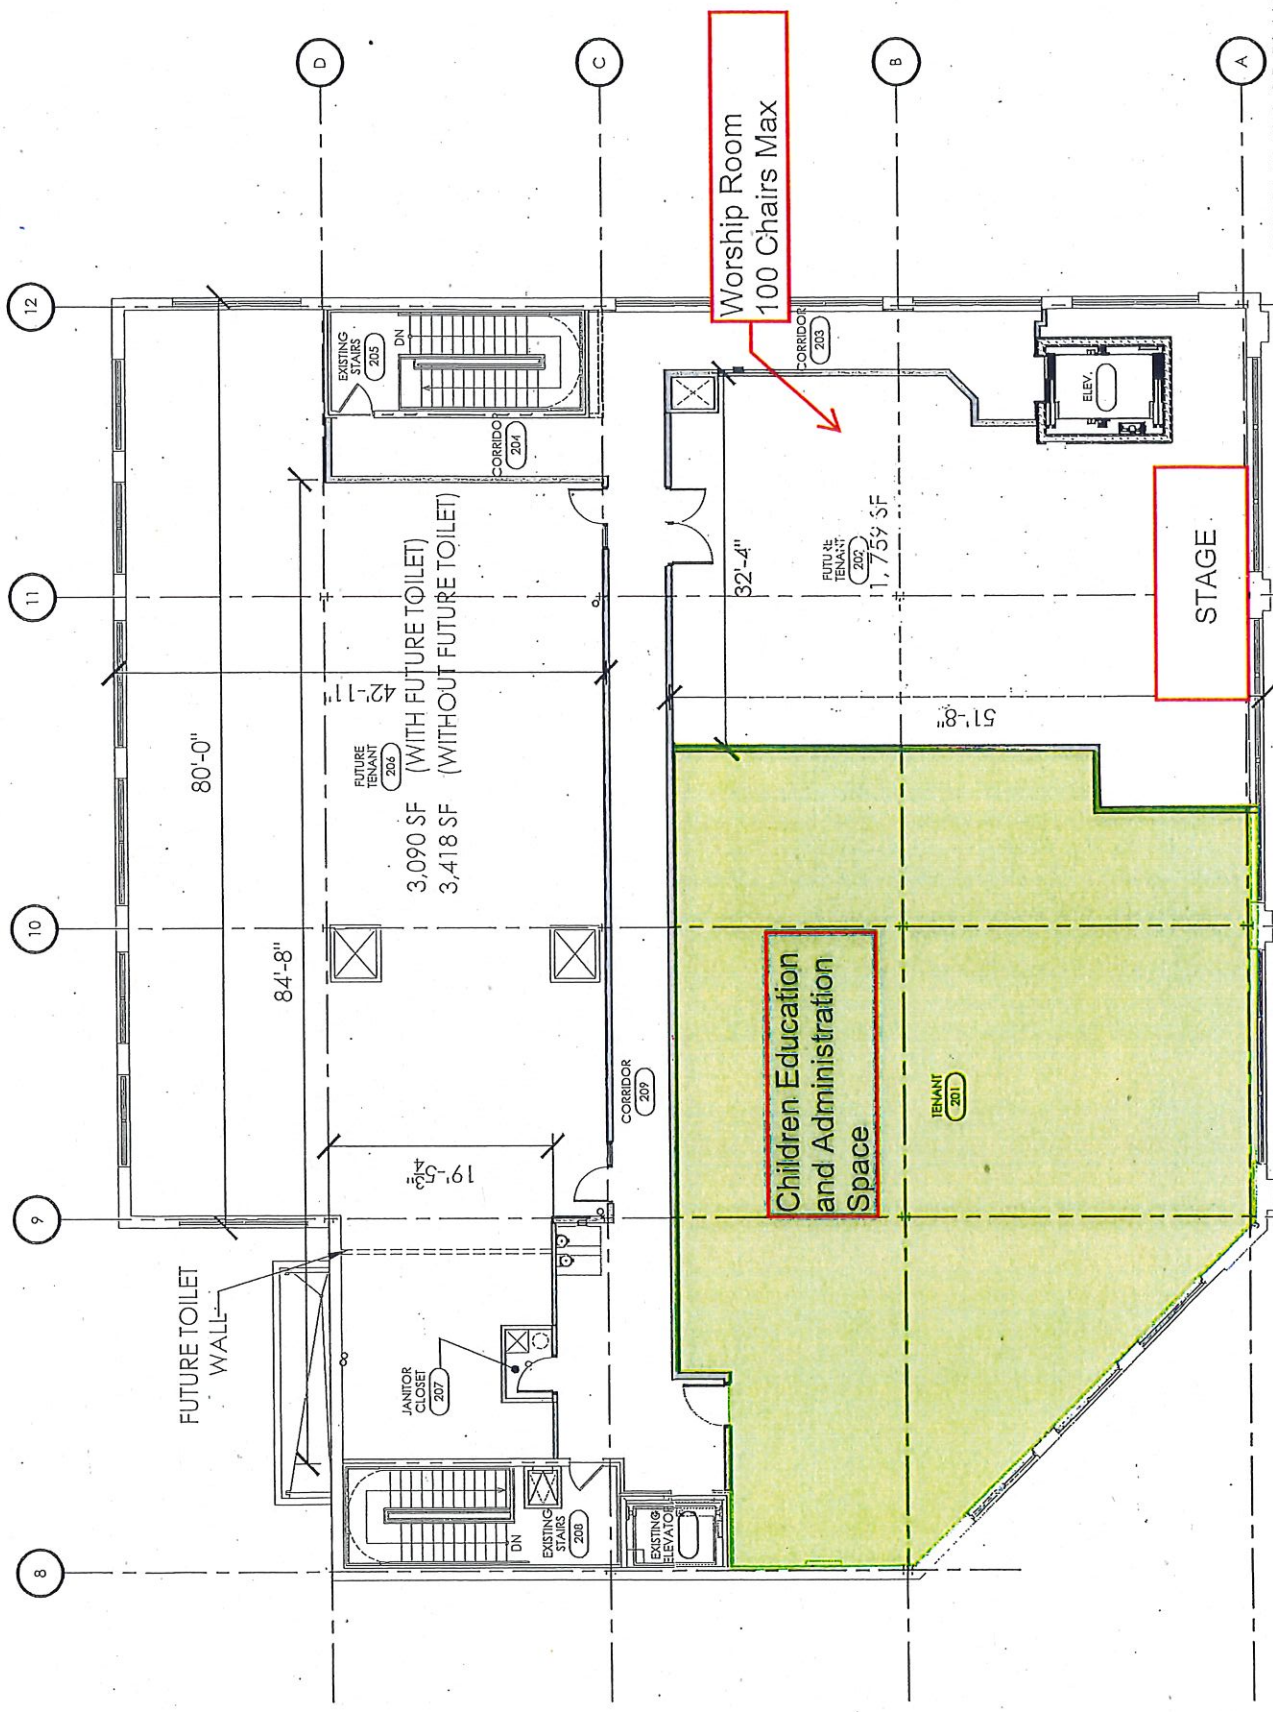 12
11
10
9
8
D
C
B
A
80'-0"
84'-8"
42'-11"
FUTURE TOILET
WALL
19'-5 3/4"
EXISTING
STAIRS
205
DN
CORRIDO
204
FUTURE
TENANT
206
3,090 SF (WITH FUTURE TOILET)
3,418 SF (WITHOUT FUTURE TOILET)
JANITOR
CLOSET
207
EXISTING
STAIRS
208
DN
EXISTING
ELEVATOR
CORRIDOR
209
Worship Room
100 Chairs Max
CORRIDOR
203
ELEV.
32'-4"
FUTURE
TENANT
202
1,759 SF
51'-8"
STAGE
Children Education
and Administration
Space
TENANT
201